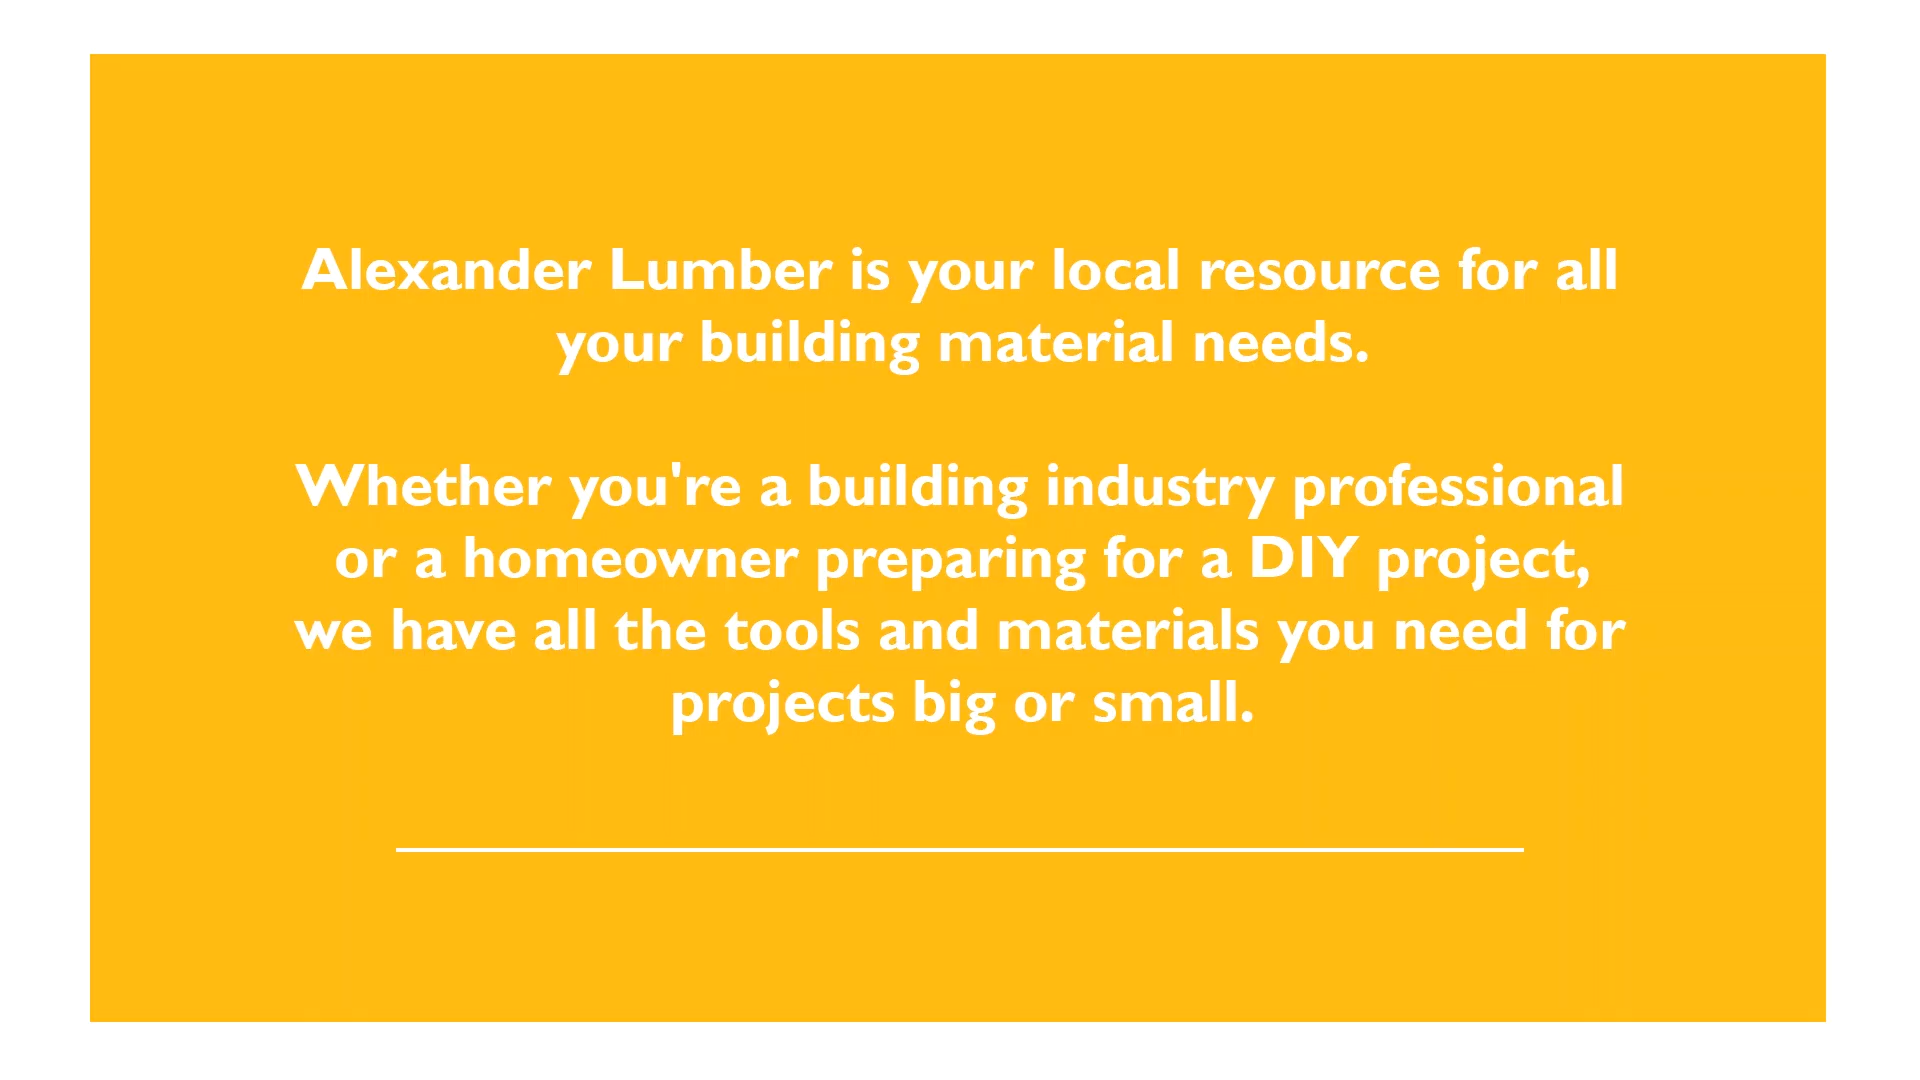 Alexander Lumber is your local resource for all
your building material needs.
Whether you're a building industry professional
or a homeowner preparing for a DIY project,
we have all the tools and materials you need for
projects big or small.